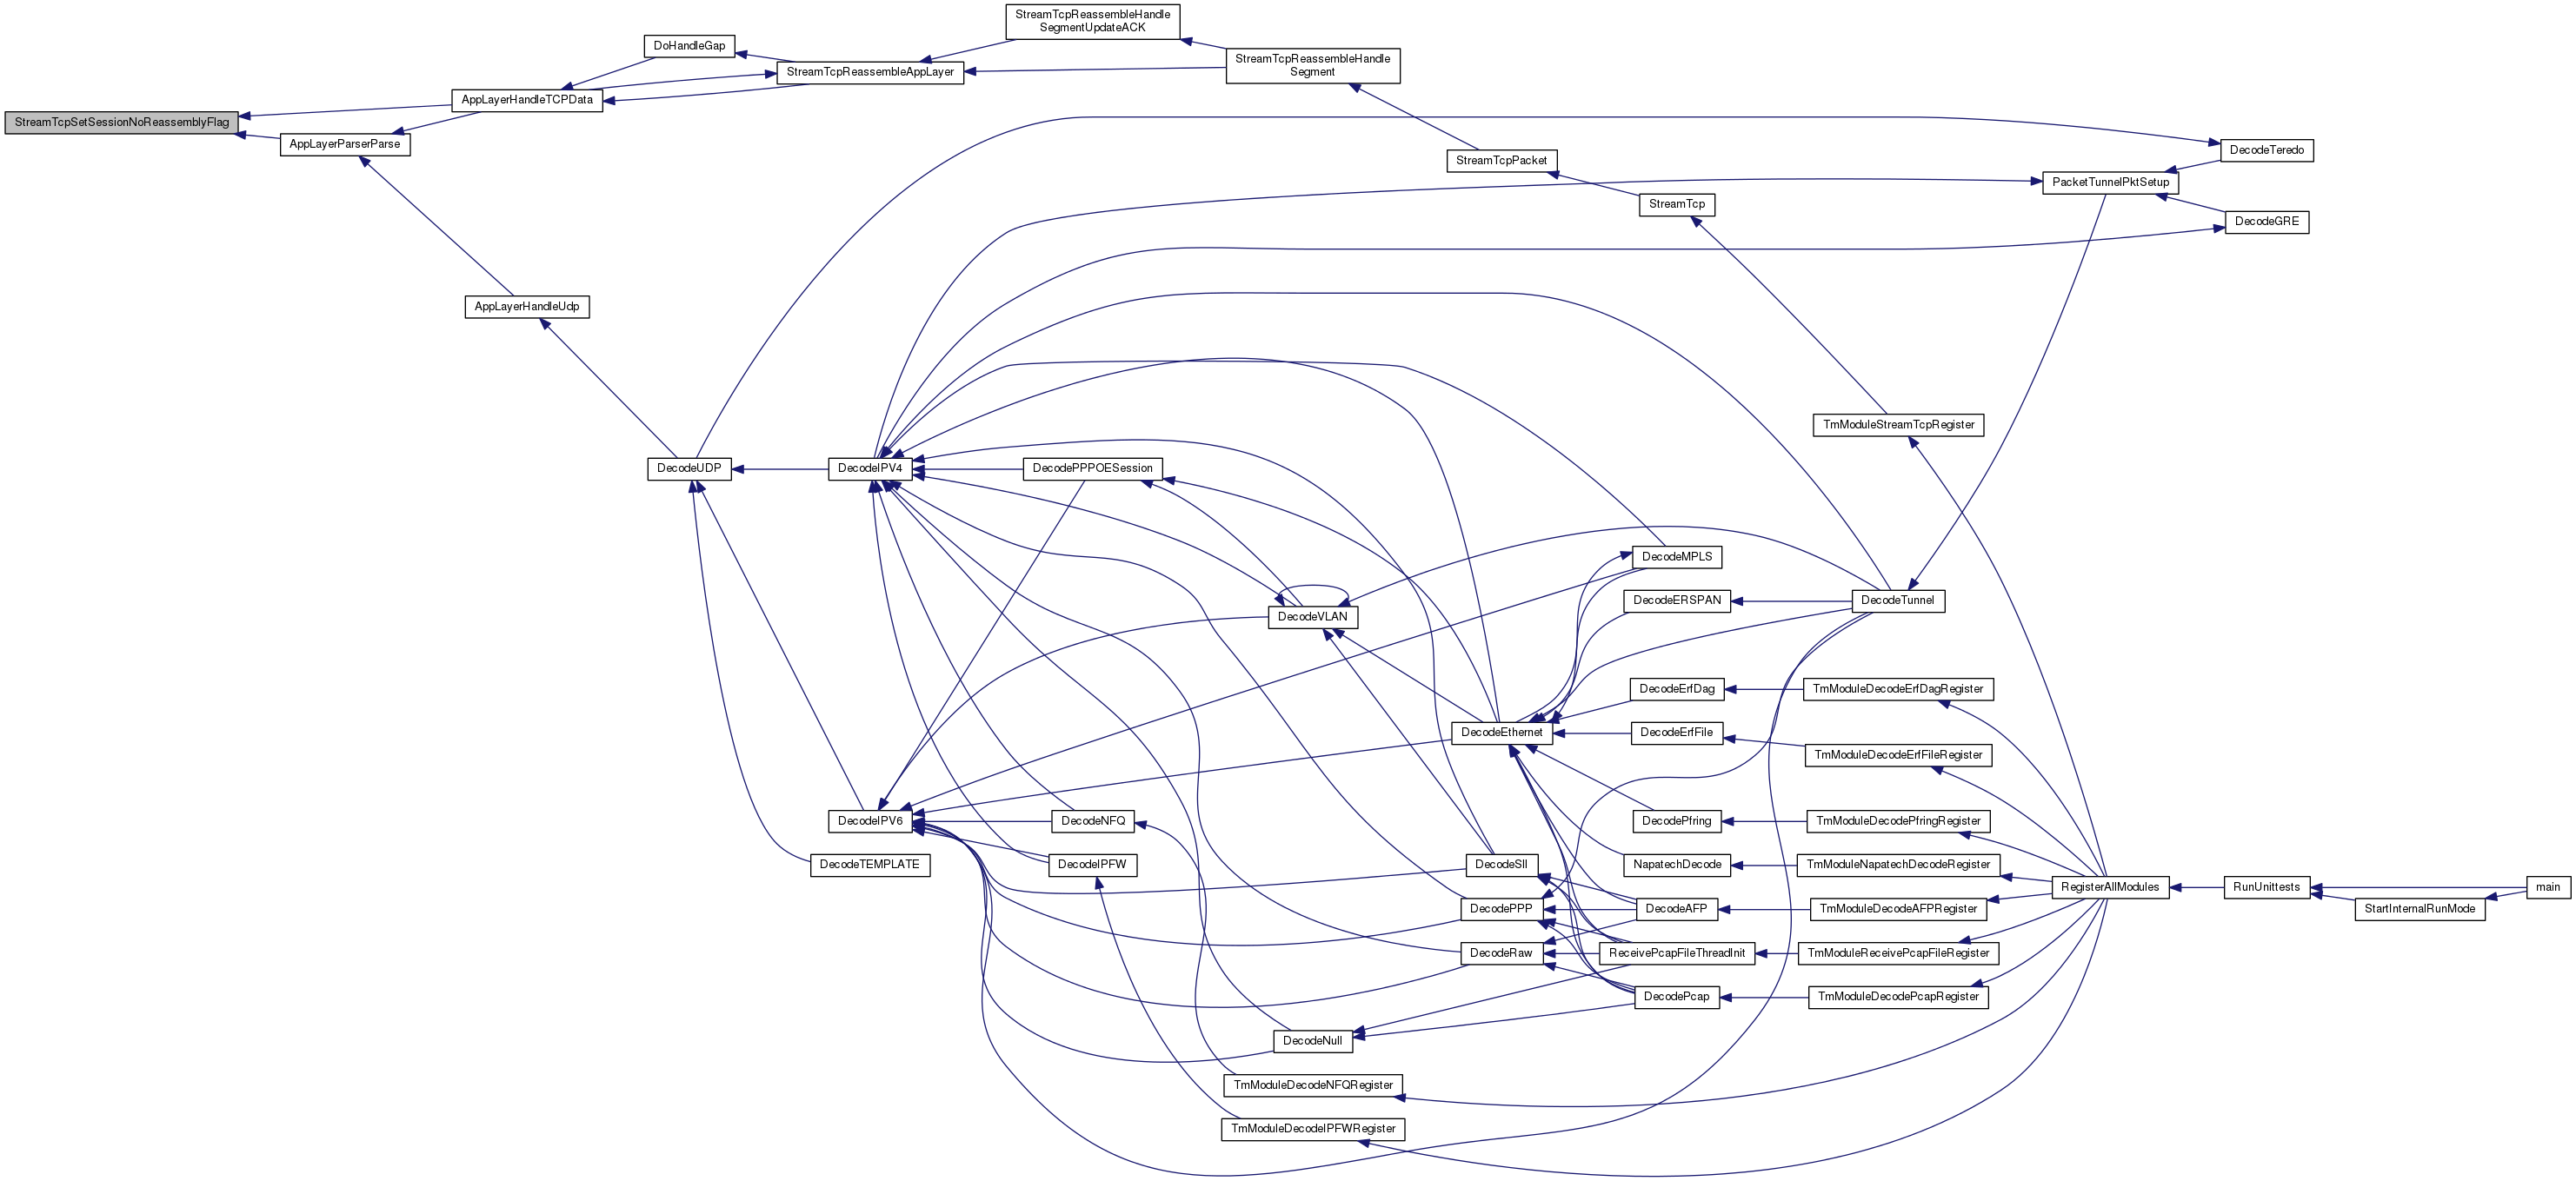 StreamTcpReassembleHandle
SegmentUpdateACK
DoHandleGap
StreamTcpReassembleHandle
Segment
StreamTcpReassembleAppLayer
AppLayerHandleTCPData
StreamTcpSetSessionNoReassemblyFlag
AppLayerParserParse
DecodeTeredo
StreamTcpPacket
PacketTunnelPktSetup
StreamTcp
DecodeGRE
AppLayerHandleUdp
TmModuleStreamTcpRegister
DecodeUDP
DecodeIPV4
DecodePPPOESession
DecodeMPLS
DecodeERSPAN
DecodeTunnel
DecodeVLAN
DecodeErfDag
TmModuleDecodeErfDagRegister
DecodeEthernet
DecodeErfFile
TmModuleDecodeErfFileRegister
DecodeIPV6
DecodeNFQ
DecodePfring
TmModuleDecodePfringRegister
DecodeTEMPLATE
DecodeIPFW
DecodeSll
NapatechDecode
TmModuleNapatechDecodeRegister
RegisterAllModules
RunUnittests
main
DecodePPP
DecodeAFP
TmModuleDecodeAFPRegister
StartInternalRunMode
DecodeRaw
ReceivePcapFileThreadInit
TmModuleReceivePcapFileRegister
DecodePcap
TmModuleDecodePcapRegister
DecodeNull
TmModuleDecodeNFQRegister
TmModuleDecodeIPFWRegister